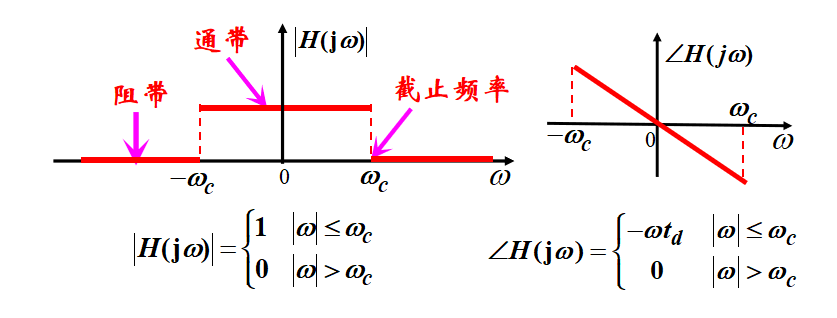 通带
|H(jω)|
阻带
截止频率
−ω_c
0
ω_c
ω
∠H(jω)
ω_c
−ω_c
0
ω
|H(jω)| = { 1 |ω| ≤ ω_c
0 |ω| > ω_c
∠H(jω) = { −ωt_d |ω| ≤ ω_c
0 |ω| > ω_c